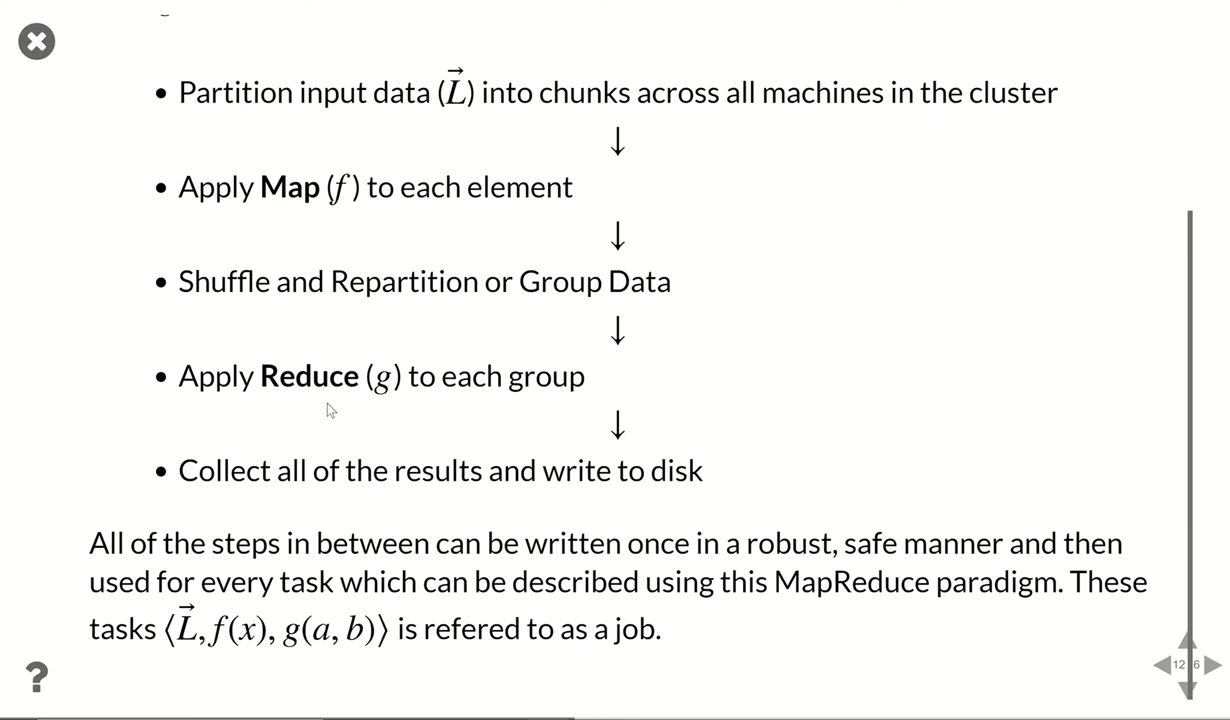 • Partition input data (L⃗) into chunks across all machines in the cluster
↓
• Apply Map (f) to each element
↓
• Shuffle and Repartition or Group Data
↓
• Apply Reduce (g) to each group
↓
• Collect all of the results and write to disk
All of the steps in between can be written once in a robust, safe manner and then
used for every task which can be described using this MapReduce paradigm. These
tasks ⟨L⃗, f(x), g(a, b)⟩ is refered to as a job.
?
12 6